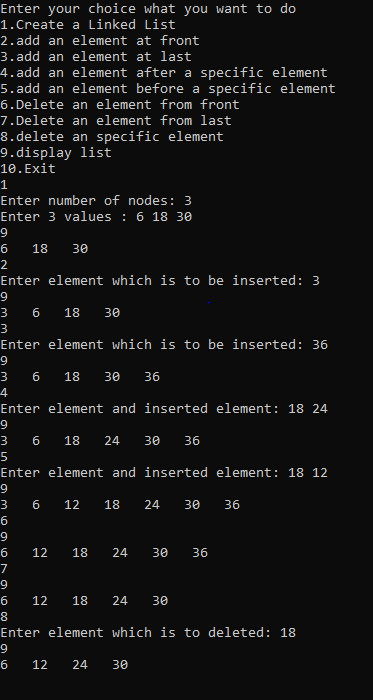 Enter your choice what you want to do
1.Create a Linked List
2.add an element at front
3.add an element at last
4.add an element after a specific element
5.add an element before a specific element
6.Delete an element from front
7.Delete an element from last
8.delete an specific element
9.display list
10.Exit
1
Enter number of nodes: 3
Enter 3 values : 6 18 30
9
6   18   30
2
Enter element which is to be inserted: 3
9
3   6   18   30
3
Enter element which is to be inserted: 36
9
3   6   18   30   36
4
Enter element and inserted element: 18 24
9
3   6   18   24   30   36
5
Enter element and inserted element: 18 12
9
3   6   12   18   24   30   36
6
9
6   12   18   24   30   36
7
9
6   12   18   24   30
8
Enter element which is to deleted: 18
9
6   12   24   30